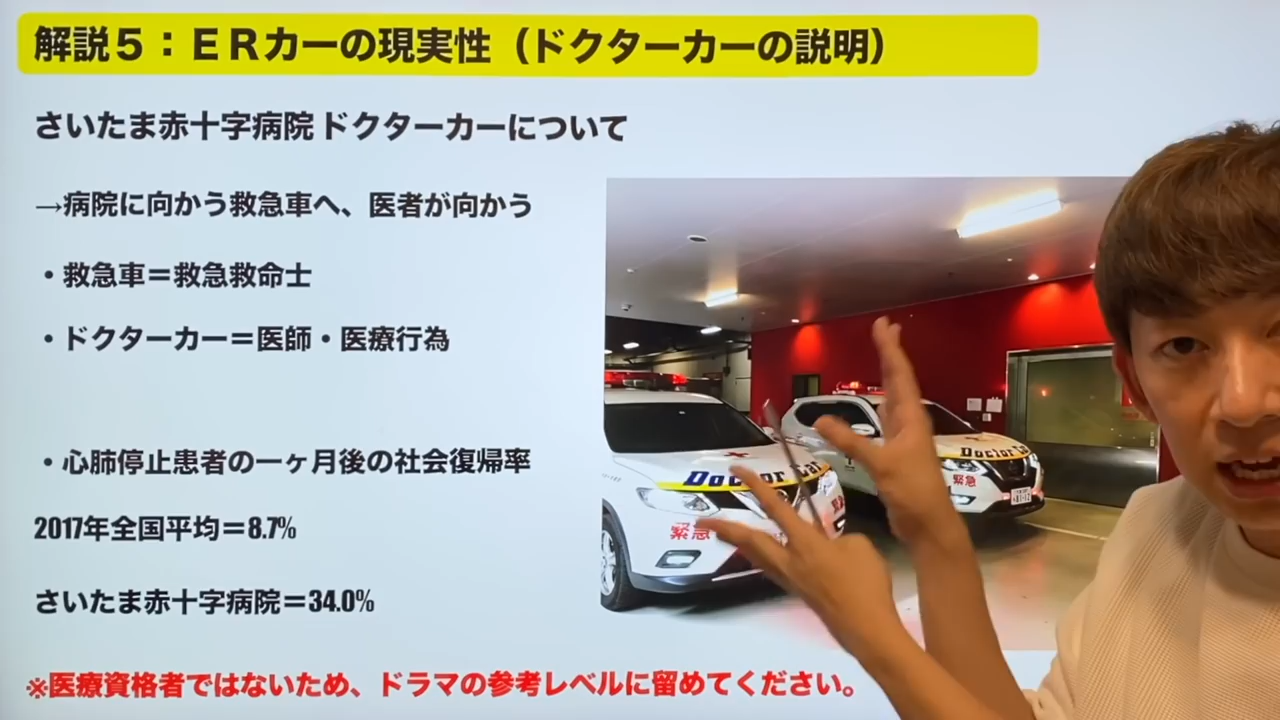 解説５：ＥＲカーの現実性（ドクターカーの説明）
さいたま赤十字病院ドクターカーについて
→病院に向かう救急車へ、医者が向かう
・救急車＝救急救命士
・ドクターカー＝医師・医療行為
・心肺停止患者の一ヶ月後の社会復帰率
2017年全国平均＝8.7%
さいたま赤十字病院＝34.0%
※医療資格者ではないため、ドラマの参考レベルに留めてください。
Doctor Car
緊急
Doctor Car
緊急